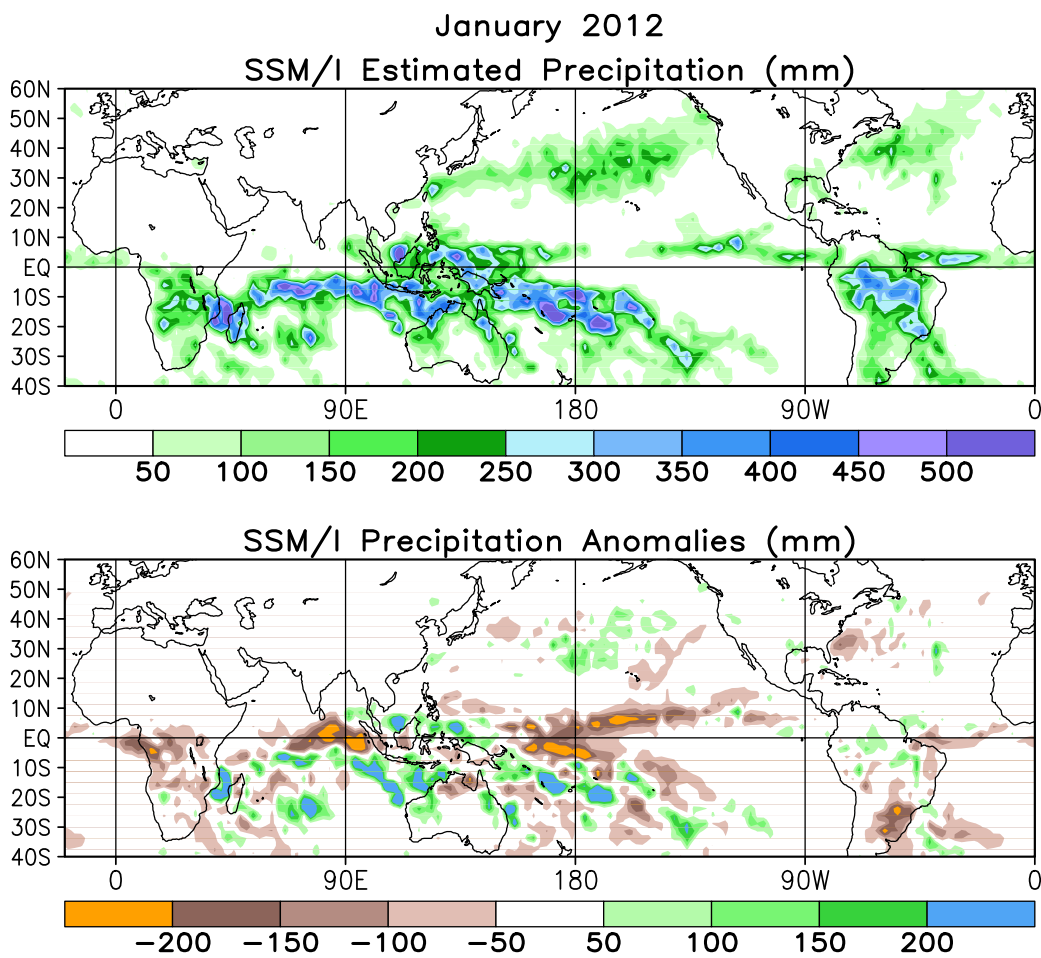 January 2012
SSM/I Estimated Precipitation (mm)
60N
50N
40N
30N
20N
10N
EQ
10S
20S
30S
40S
0 90E 180 90W 0
50 100 150 200 250 300 350 400 450 500
SSM/I Precipitation Anomalies (mm)
60N
50N
40N
30N
20N
10N
EQ
10S
20S
30S
40S
0 90E 180 90W 0
−200 −150 −100 −50 50 100 150 200